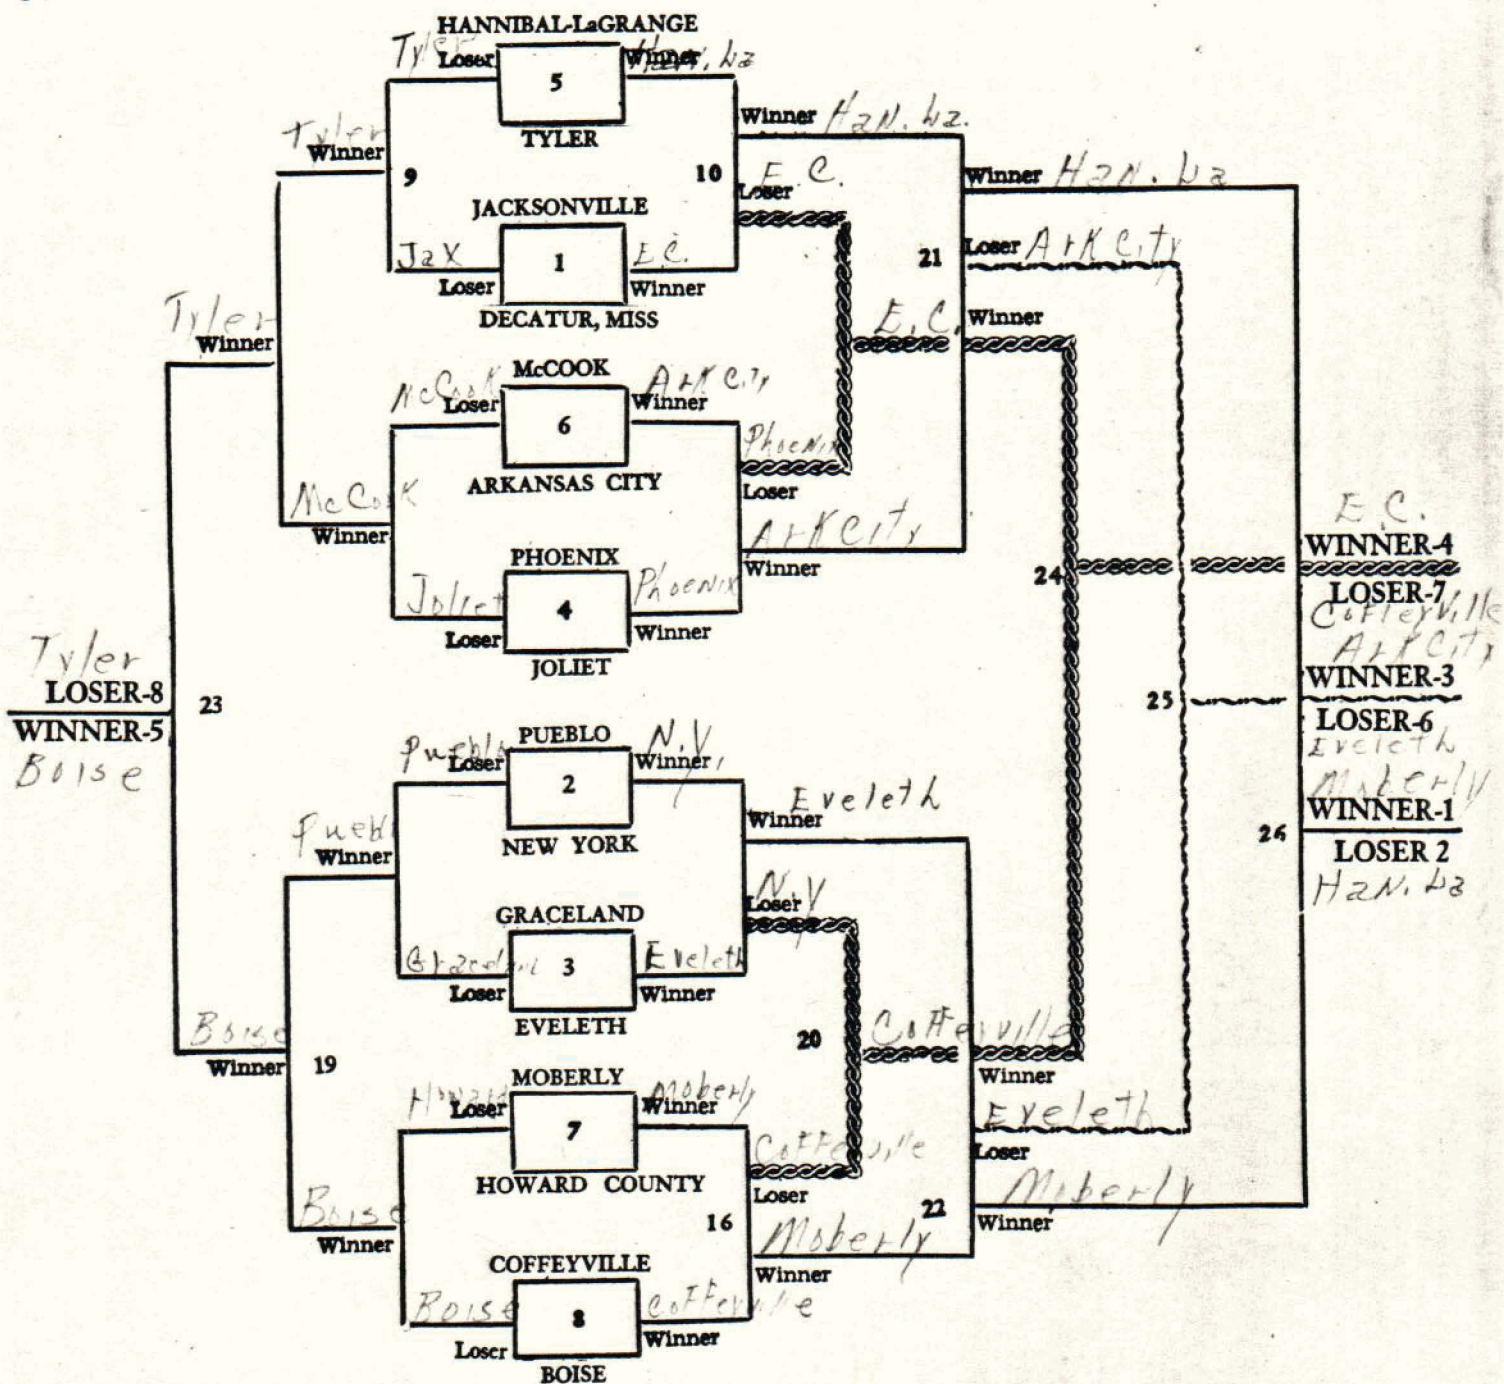 HANNIBAL-LaGRANGE
Tyler Loser 5 Winner Han. La
TYLER
Winner Han. La.
Tyler
Winner 9 10 E.C.
Loser
Winner Han. La
JACKSONVILLE
Jax 1 E.C.
Loser Winner
DECATUR, MISS
21 Loser Ark City
Tyler
Winner
E.C. Winner
McCOOK
McCook Loser 6 Ark City Winner
ARKANSAS CITY
Phoenix
Loser
McCook
Winner
Ark City
Winner
PHOENIX
Joliet 4 Phoenix
Loser Winner
JOLIET
24
E.C.
WINNER-4
LOSER-7
Coffeyville
Tyler
LOSER-8
WINNER-5
Boise
23
25
Ark City
WINNER-3
LOSER-6
Eveleth
PUEBLO
Pueblo Loser 2 N.Y. Winner
NEW YORK
Eveleth
Winner
Moberly
WINNER-1
26
LOSER 2
Han. La
Pueblo
Winner
N.Y
Loser
GRACELAND
3 Eveleth
Loser Winner
EVELETH
Boise
Winner 19
20 Coffeyville
Winner
MOBERLY
Howard Loser 7 Moberly Winner
HOWARD COUNTY
Coffeville
Loser
Eveleth
Loser
Boise
Winner
16 22
Moberly
Winner
Moberly
Winner
COFFEYVILLE
Boise 8 Coffeville
Loser Winner
BOISE